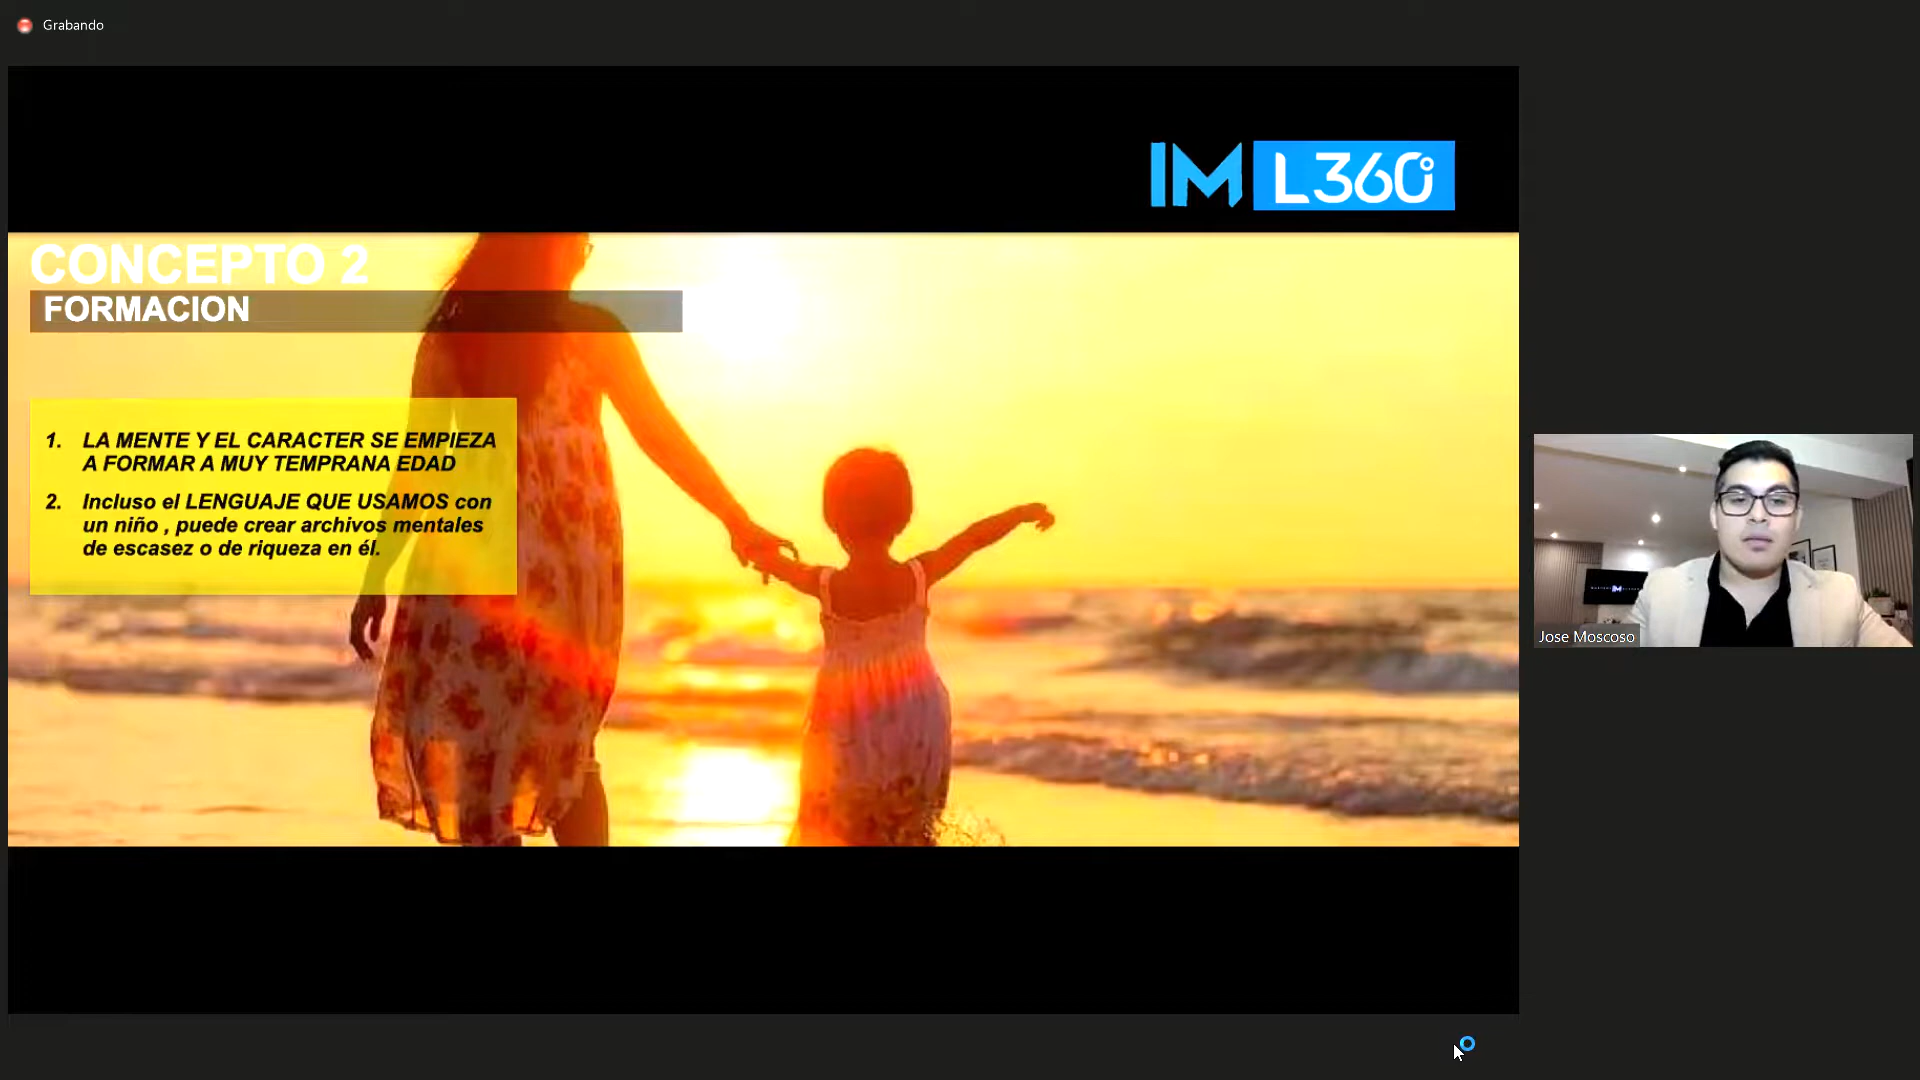 Grabando
IM L360°
CONCEPTO 2
FORMACION
1. LA MENTE Y EL CARACTER SE EMPIEZA
A FORMAR A MUY TEMPRANA EDAD
2. Incluso el LENGUAJE QUE USAMOS con
un niño , puede crear archivos mentales
de escasez o de riqueza en él.
IM
Jose Moscoso